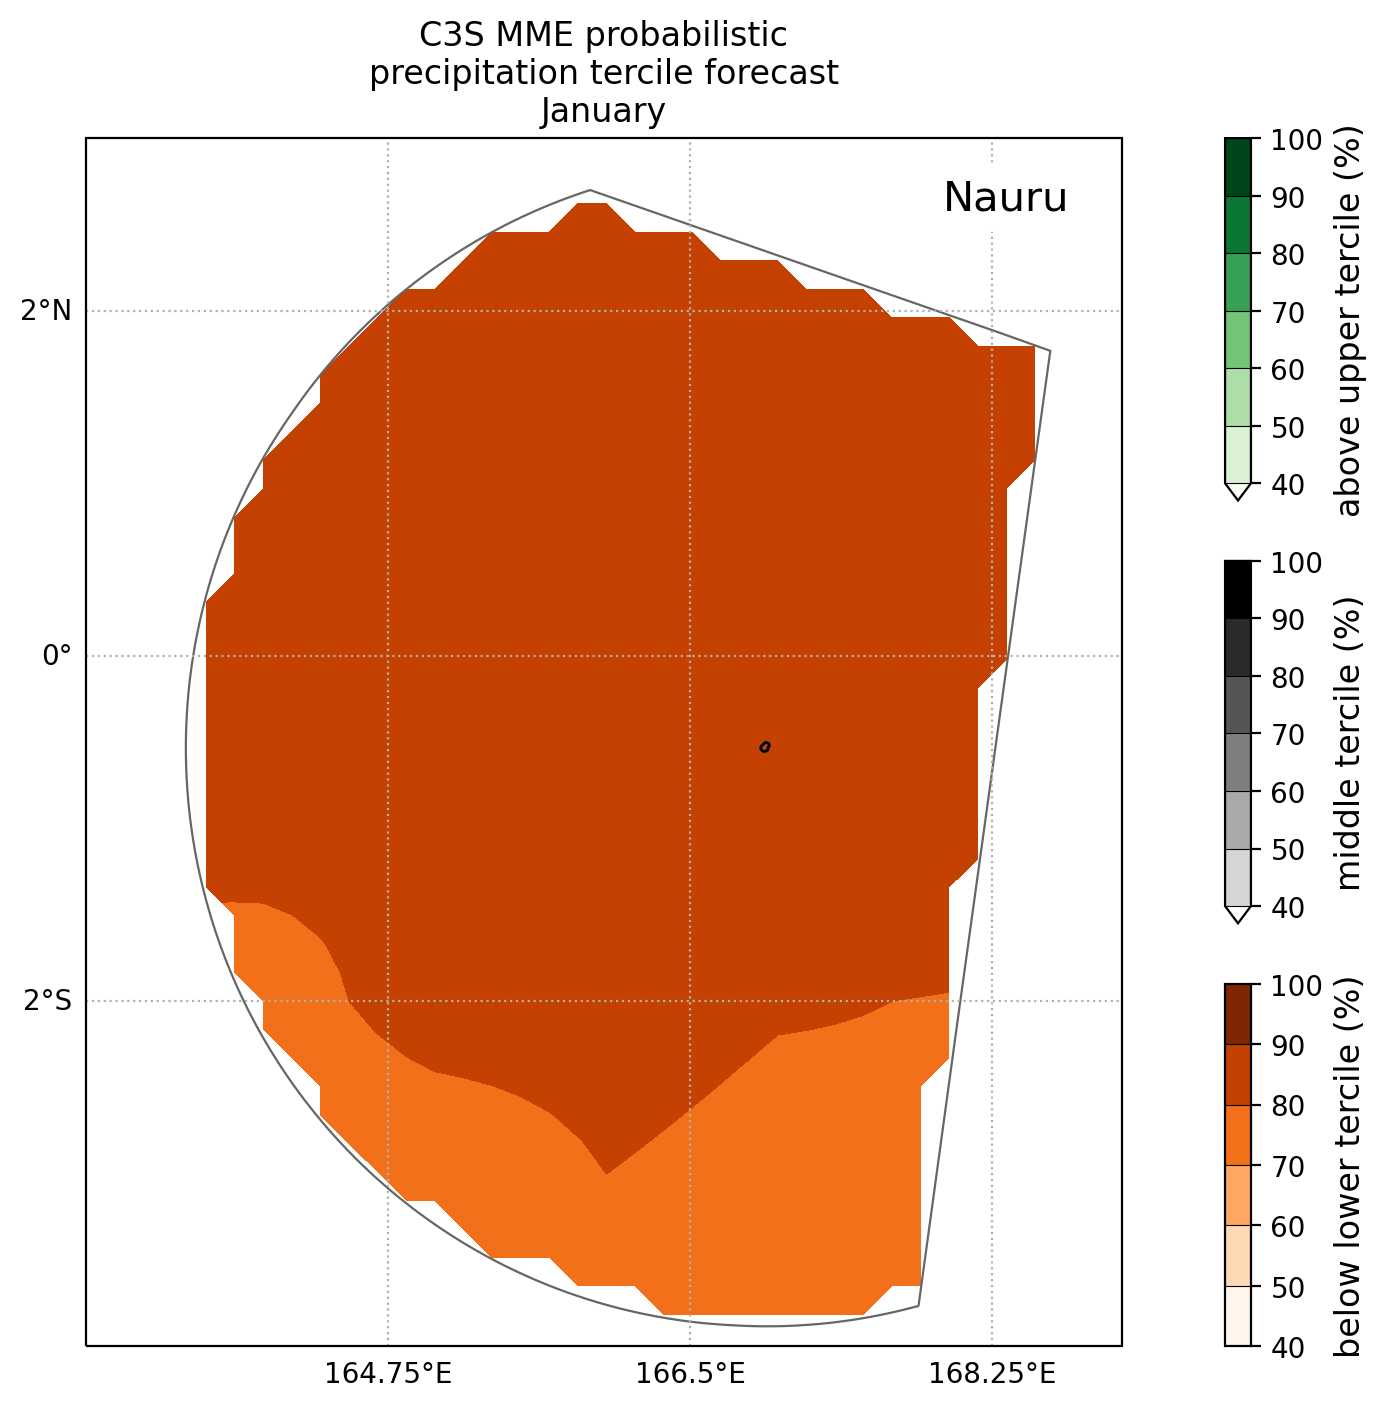 C3S MME probabilistic
precipitation tercile forecast
January
Nauru
2°N
0°
2°S
164.75°E
166.5°E
168.25°E
100
90
80
70
60
50
40
above upper tercile (%)
100
90
80
70
60
50
40
middle tercile (%)
100
90
80
70
60
50
40
below lower tercile (%)